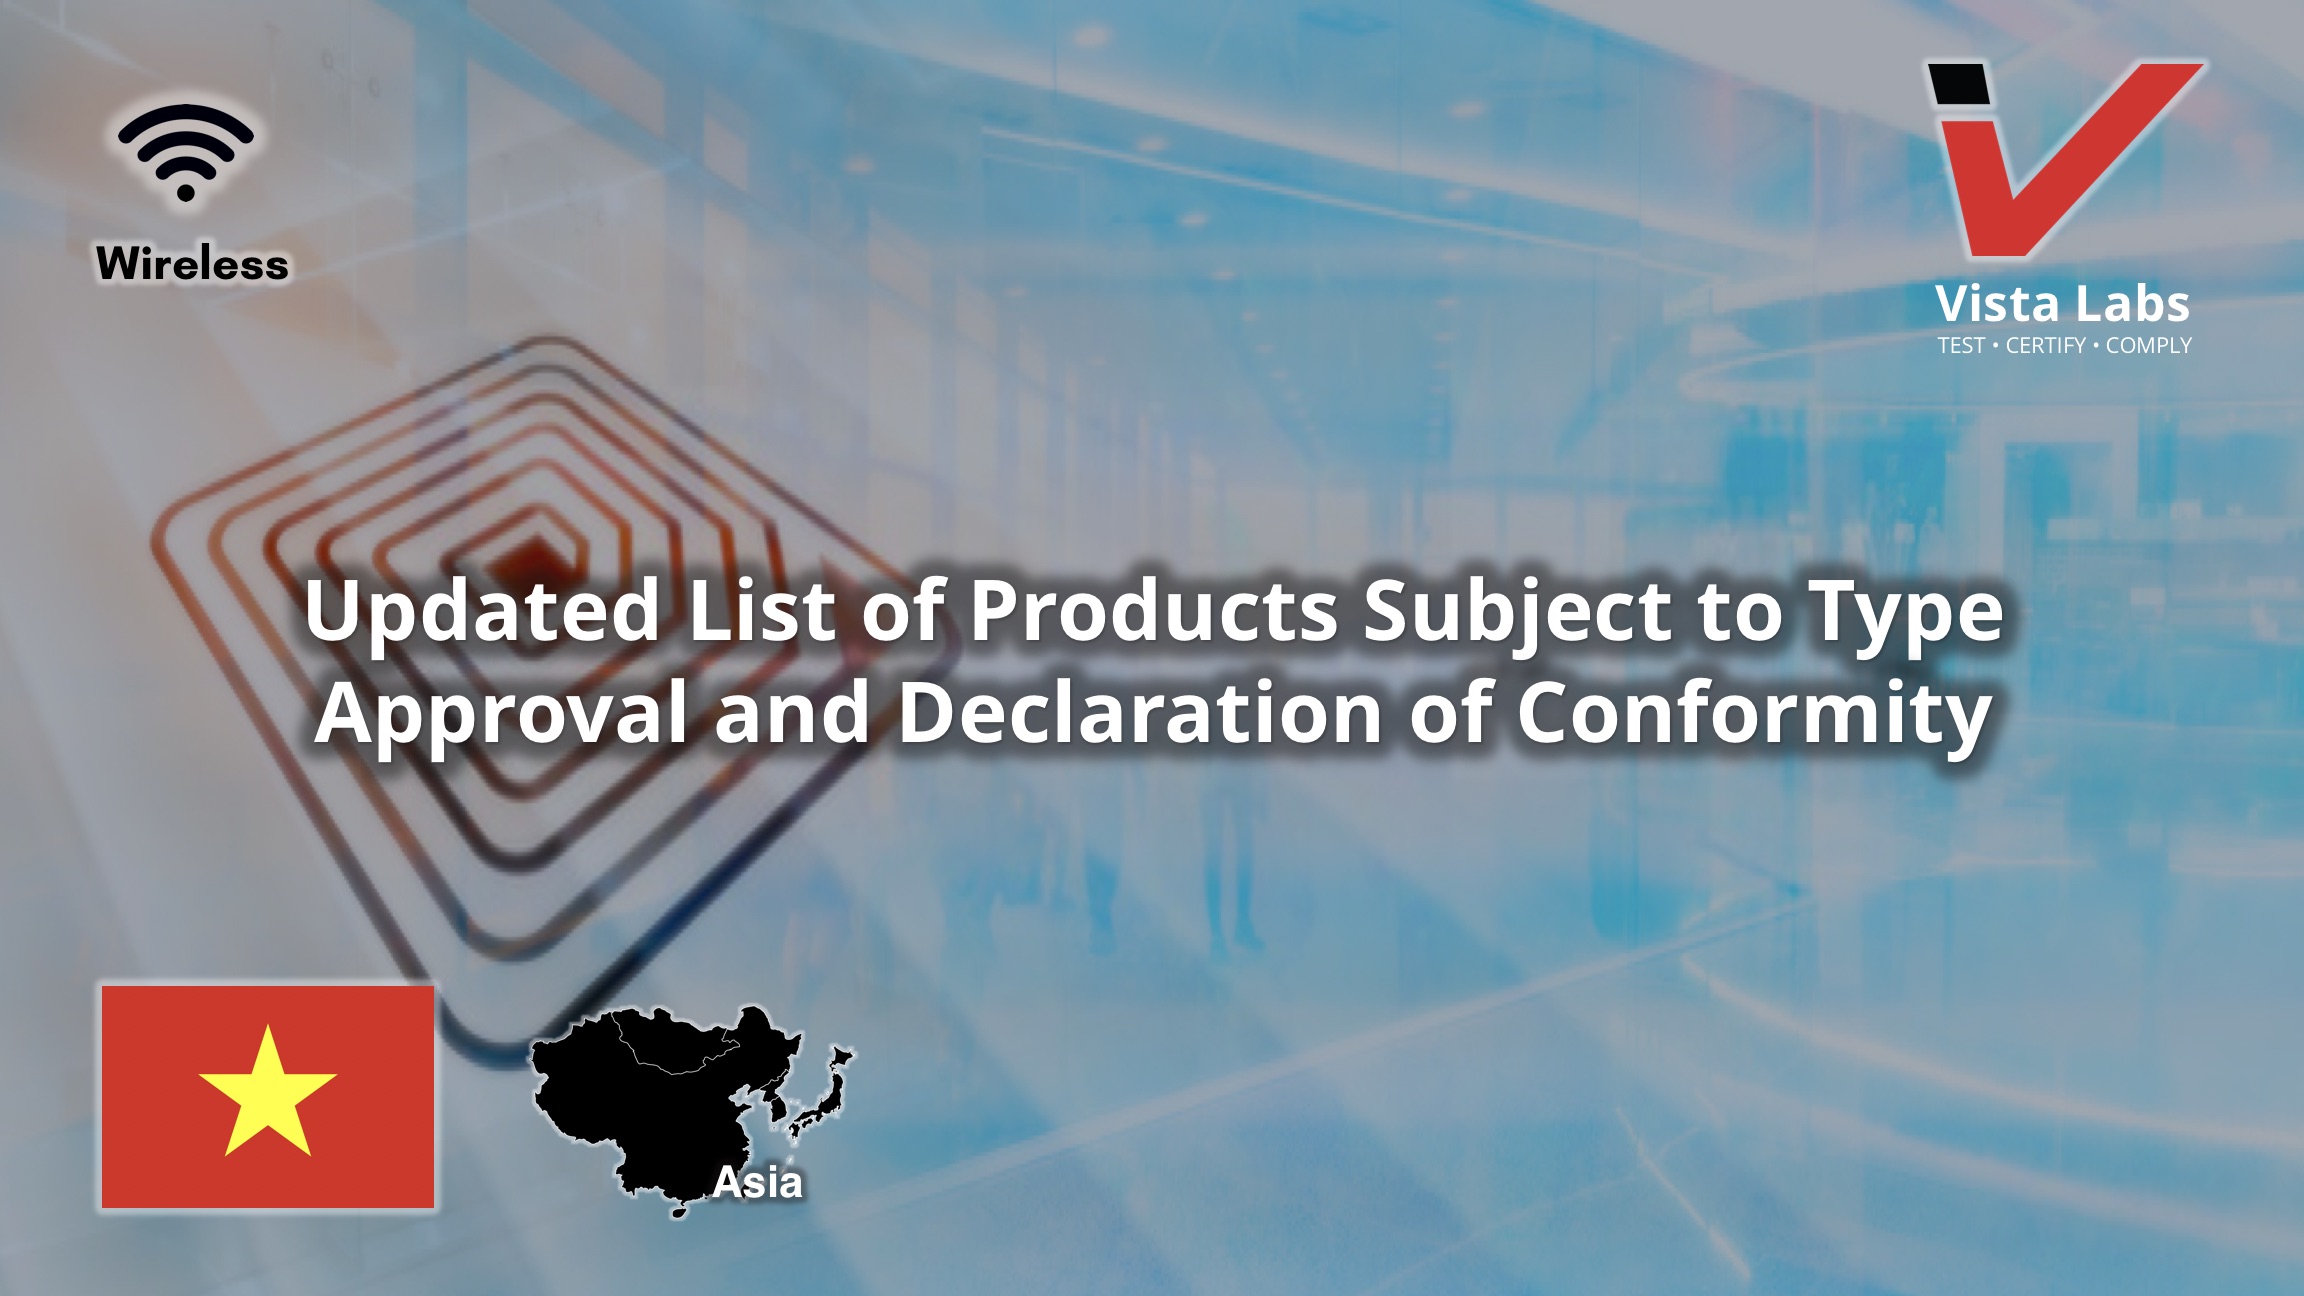 Wireless
Vista Labs
TEST • CERTIFY • COMPLY
Updated List of Products Subject to Type
Approval and Declaration of Conformity
Asia